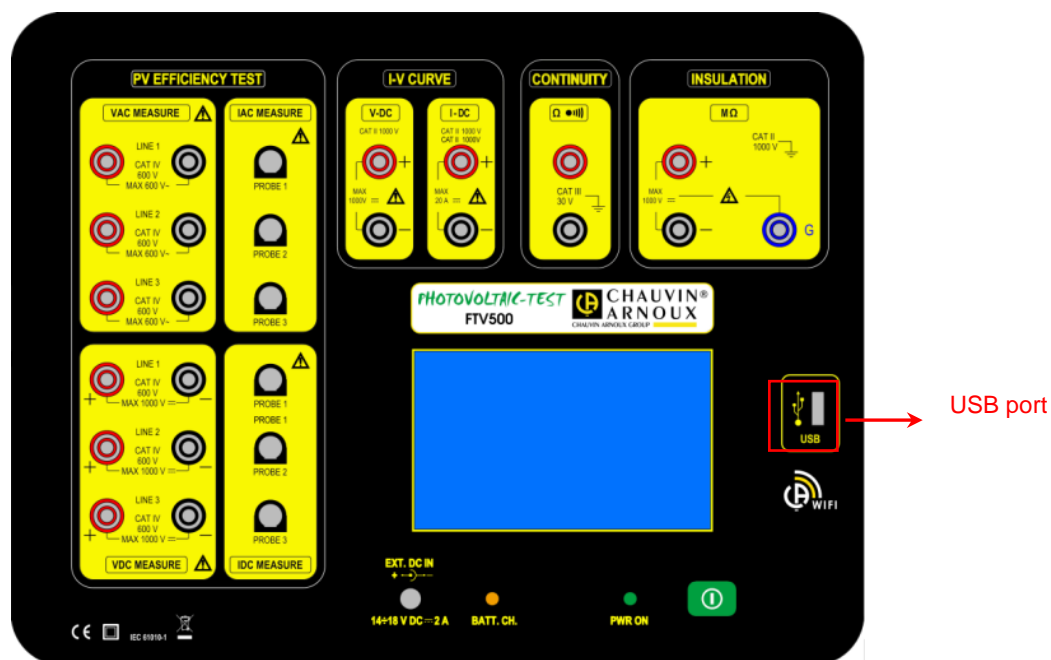 PV EFFICIENCY TEST
VAC MEASURE
IAC MEASURE
LINE 1
CAT IV
600 V
MAX 600 V~
PROBE 1
LINE 2
CAT IV
600 V
MAX 600 V~
PROBE 2
LINE 3
CAT IV
600 V
MAX 600 V~
PROBE 3
LINE 1
CAT IV
600 V
+ MAX 1000 V ⎓ −
PROBE 1
PROBE 1
LINE 2
CAT IV
600 V
+ MAX 1000 V ⎓ −
PROBE 2
LINE 3
CAT IV
600 V
+ MAX 1000 V ⎓ −
PROBE 3
VDC MEASURE
IDC MEASURE
I-V CURVE
V-DC
CAT II 1000 V
+
MAX
1000V ⎓
−
I-DC
CAT II 1000 V
CAT II 1000V
+
MAX
20 A ⎓
−
CONTINUITY
Ω
CAT III
30 V
INSULATION
MΩ
CAT II
1000 V
+
MAX
1000 V ⎓
−
G
PHOTOVOLTAIC-TEST
FTV500
CHAUVIN®
ARNOUX
CHAUVIN ARNOUX GROUP
USB
USB port
WIFI
EXT. DC IN
14÷18 V DC ⎓ 2 A
BATT. CH.
PWR ON
CE
IEC 61010-1